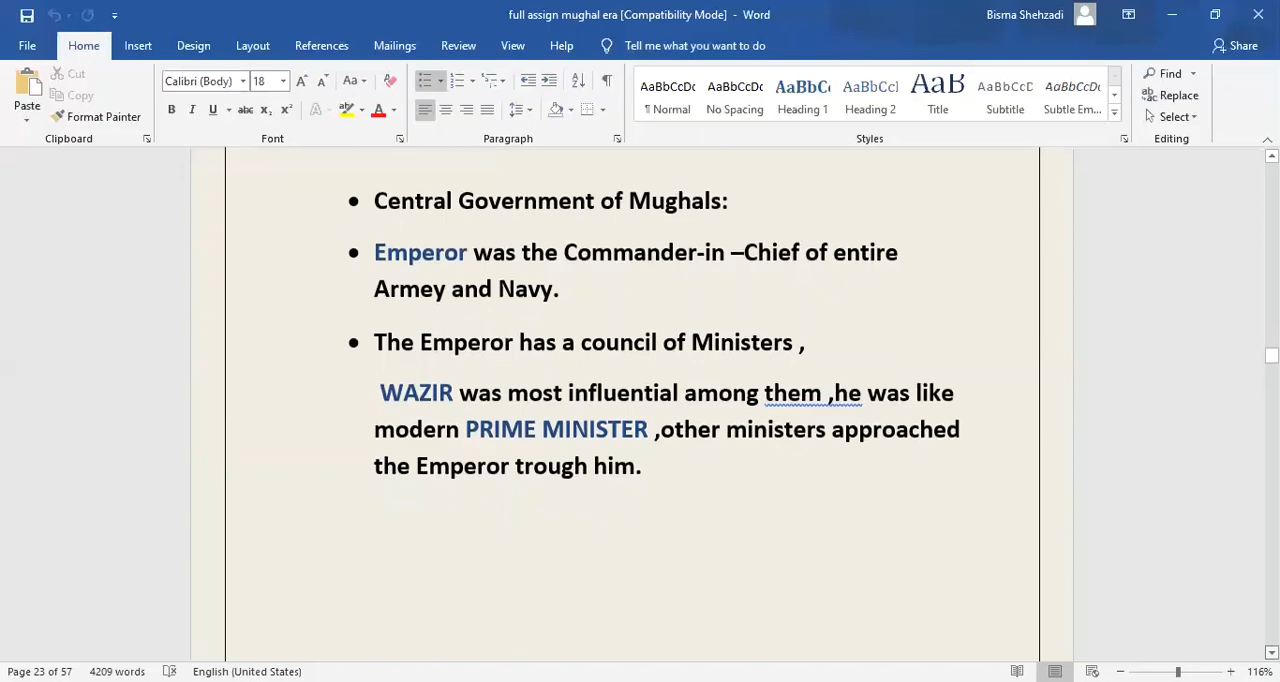 full assign mughal era [Compatibility Mode] - Word
Bisma Shehzadi
File Home Insert Design Layout References Mailings Review View Help Tell me what you want to do Share
Paste
Cut
Copy
Format Painter
Calibri (Body) 18
AaBbCcDc AaBbCcDc AaBbC AaBbCc AaB AaBbCcD AaBbCcDc
¶ Normal No Spacing Heading 1 Heading 2 Title Subtitle Subtle Em...
Find
Replace
Select
Clipboard Font Paragraph Styles Editing
• Central Government of Mughals:
• Emperor was the Commander-in –Chief of entire
Armey and Navy.
• The Emperor has a council of Ministers ,
WAZIR was most influential among them ,he was like
modern PRIME MINISTER ,other ministers approached
the Emperor trough him.
Page 23 of 57 4209 words English (United States) 116%